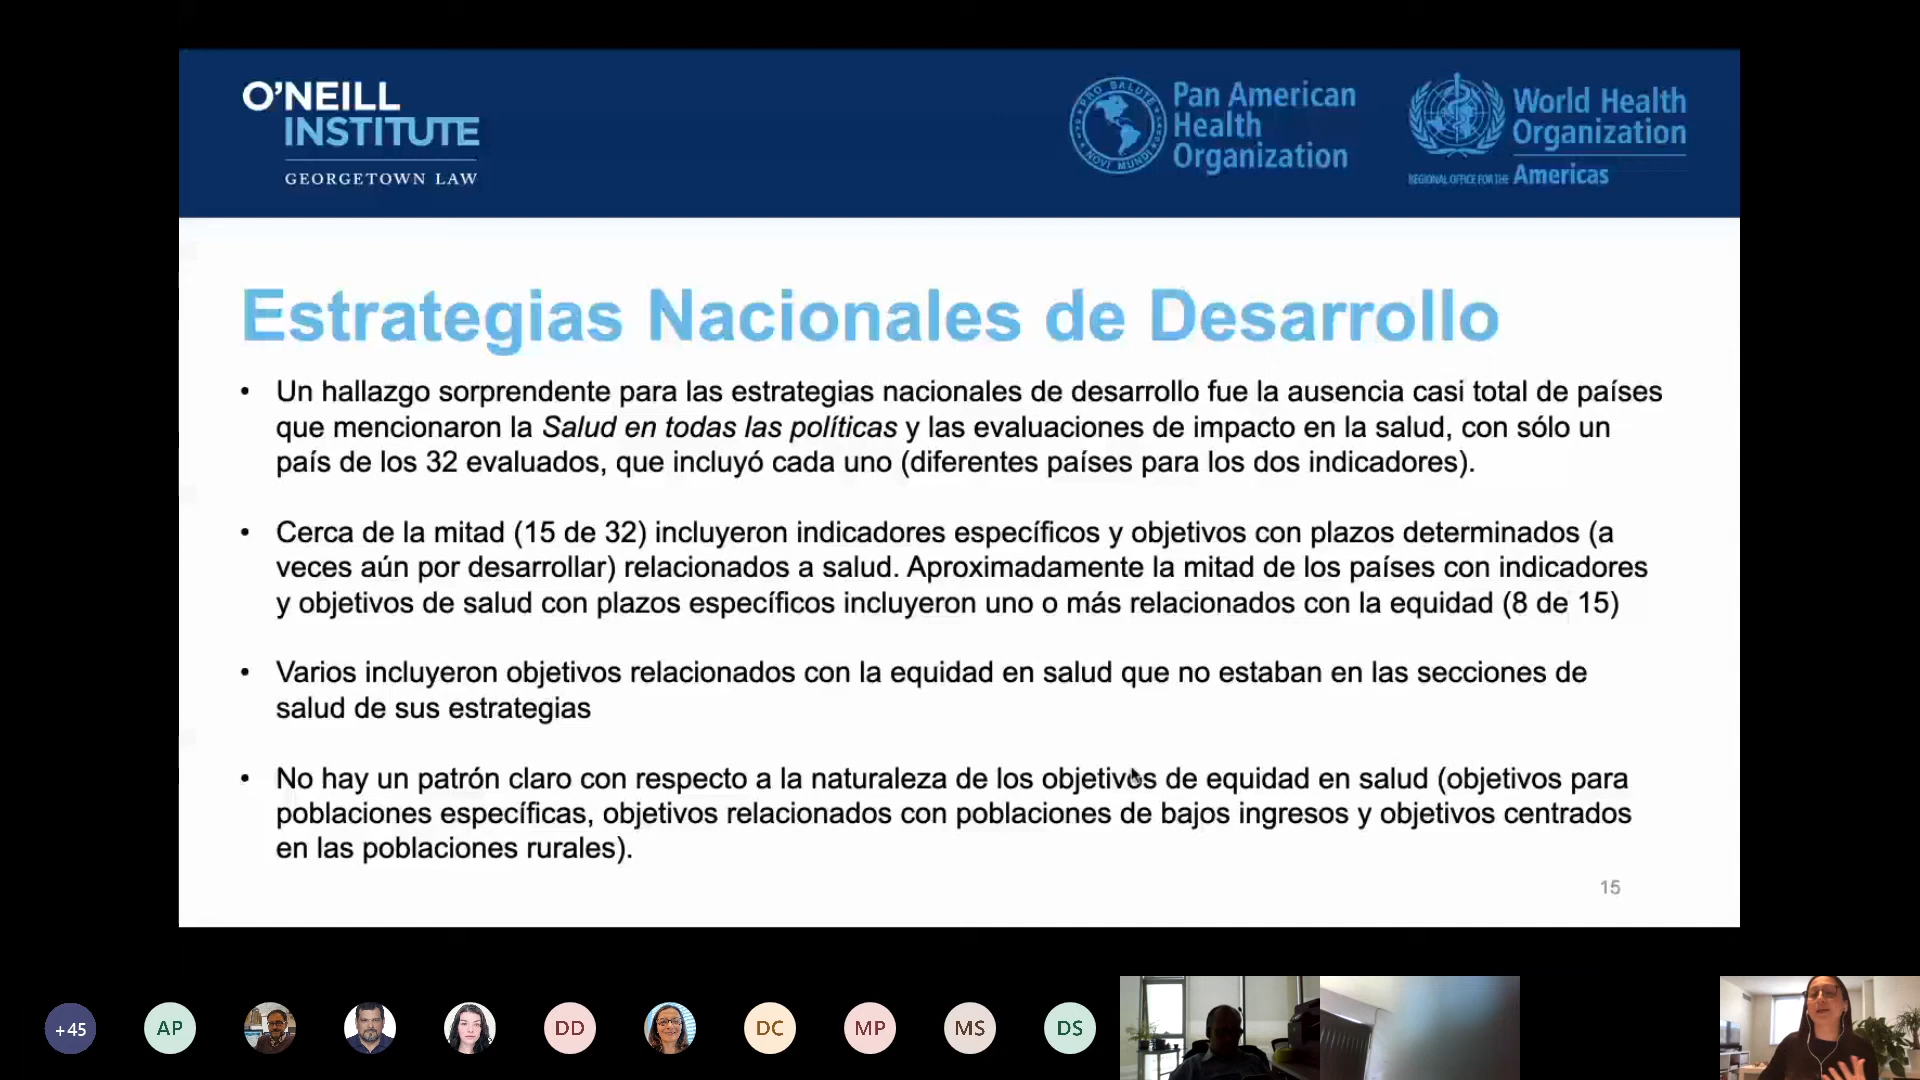 O'NEILL
INSTITUTE
GEORGETOWN LAW
Pan American
Health
Organization
PRO SALUTE
NOVI MUNDI
World Health
Organization
REGIONAL OFFICE FOR THE Americas
Estrategias Nacionales de Desarrollo
• Un hallazgo sorprendente para las estrategias nacionales de desarrollo fue la ausencia casi total de países
que mencionaron la Salud en todas las políticas y las evaluaciones de impacto en la salud, con sólo un
país de los 32 evaluados, que incluyó cada uno (diferentes países para los dos indicadores).
• Cerca de la mitad (15 de 32) incluyeron indicadores específicos y objetivos con plazos determinados (a
veces aún por desarrollar) relacionados a salud. Aproximadamente la mitad de los países con indicadores
y objetivos de salud con plazos específicos incluyeron uno o más relacionados con la equidad (8 de 15)
• Varios incluyeron objetivos relacionados con la equidad en salud que no estaban en las secciones de
salud de sus estrategias
• No hay un patrón claro con respecto a la naturaleza de los objetivos de equidad en salud (objetivos para
poblaciones específicas, objetivos relacionados con poblaciones de bajos ingresos y objetivos centrados
en las poblaciones rurales).
15
+45
AP
DD
DC
MP
MS
DS